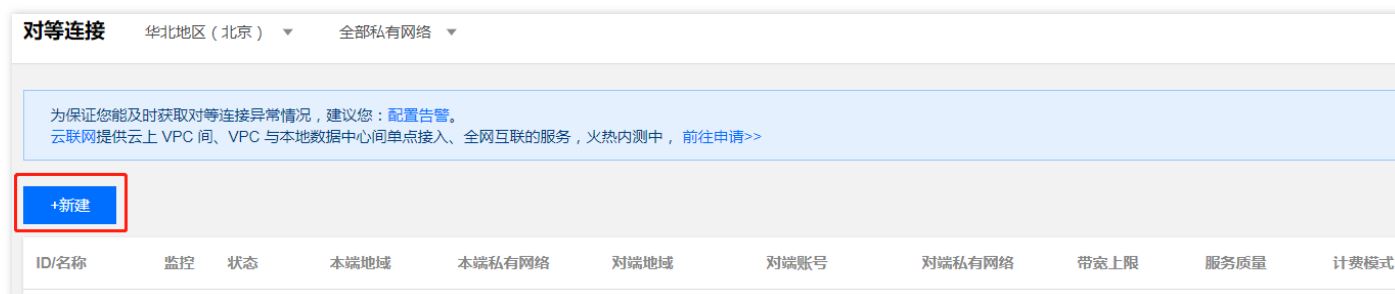 对等连接 华北地区（北京） 全部私有网络
为保证您能及时获取对等连接异常情况，建议您：配置告警。
云联网提供云上 VPC 间、VPC 与本地数据中心间单点接入、全网互联的服务，火热内测中， 前往申请>>
+新建
ID/名称 监控 状态 本端地域 本端私有网络 对端地域 对端账号 对端私有网络 带宽上限 服务质量 计费模式